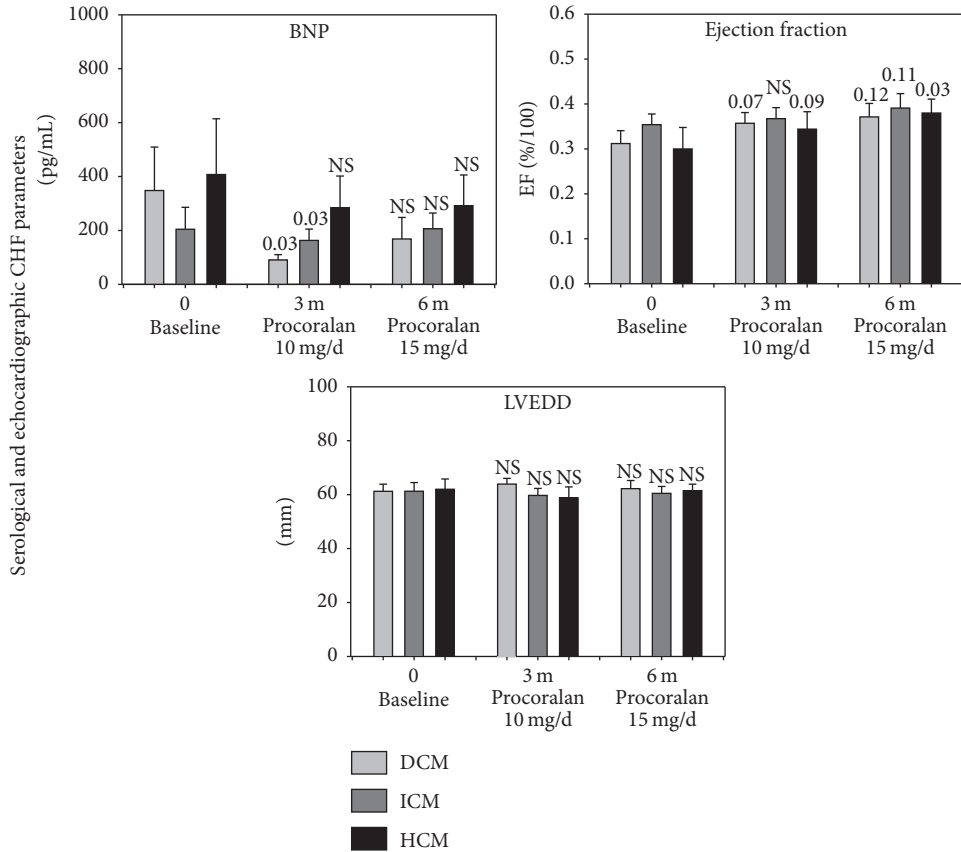 Serological and echocardiographic CHF parameters
(pg/mL)
BNP
1000
800
600
400
200
0
0.03
0.03
NS
NS
NS
NS
0
Baseline
3 m
Procoralan
10 mg/d
6 m
Procoralan
15 mg/d
EF (%/100)
Ejection fraction
0.6
0.5
0.4
0.3
0.2
0.1
0.0
0.07
NS
0.09
0.12
0.11
0.03
0
Baseline
3 m
Procoralan
10 mg/d
6 m
Procoralan
15 mg/d
(mm)
LVEDD
100
80
60
40
20
0
NS
NS
NS
NS
NS
NS
0
Baseline
3 m
Procoralan
10 mg/d
6 m
Procoralan
15 mg/d
DCM
ICM
HCM